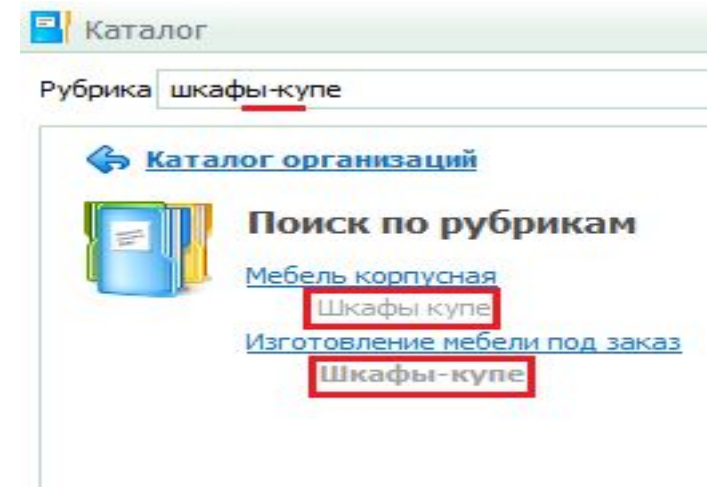 Каталог
Рубрика шкафы-купе
Каталог организаций
Поиск по рубрикам
Мебель корпусная
Шкафы купе
Изготовление мебели под заказ
Шкафы-купе